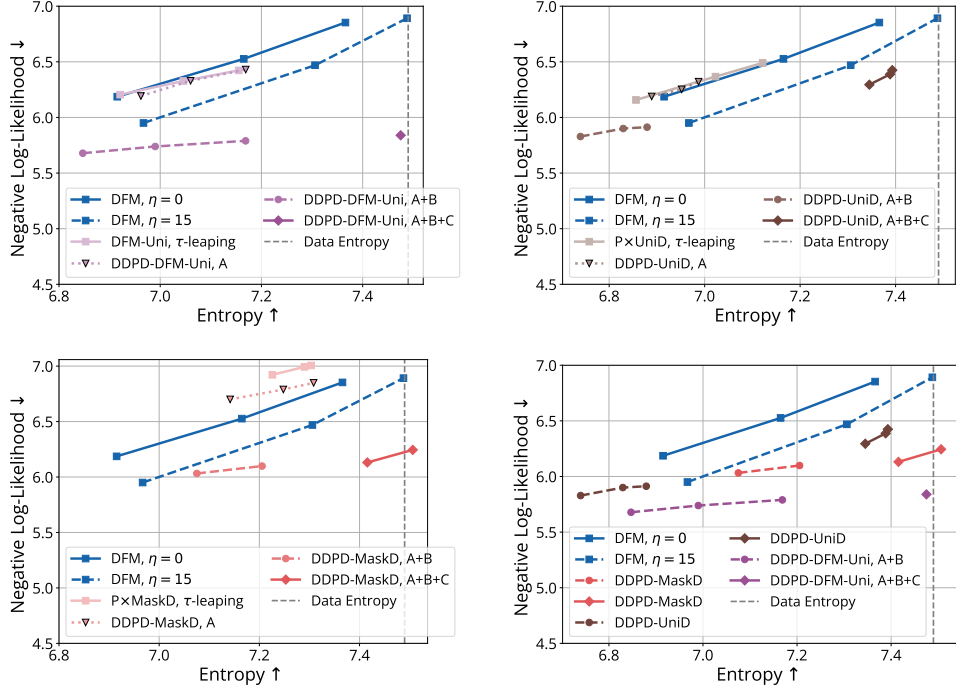 7.0
6.5
6.0
5.5
5.0
4.5
6.8
7.0
7.2
7.4
Negative Log-Likelihood ↓
Entropy ↑
DFM, η = 0
DFM, η = 15
DFM-Uni, τ-leaping
DDPD-DFM-Uni, A
DDPD-DFM-Uni, A+B
DDPD-DFM-Uni, A+B+C
Data Entropy
7.0
6.5
6.0
5.5
5.0
4.5
6.8
7.0
7.2
7.4
Negative Log-Likelihood ↓
Entropy ↑
DFM, η = 0
DFM, η = 15
P×UniD, τ-leaping
DDPD-UniD, A
DDPD-UniD, A+B
DDPD-UniD, A+B+C
Data Entropy
7.0
6.5
6.0
5.5
5.0
4.5
6.8
7.0
7.2
7.4
Negative Log-Likelihood ↓
Entropy ↑
DFM, η = 0
DFM, η = 15
P×MaskD, τ-leaping
DDPD-MaskD, A
DDPD-MaskD, A+B
DDPD-MaskD, A+B+C
Data Entropy
7.0
6.5
6.0
5.5
5.0
4.5
6.8
7.0
7.2
7.4
Negative Log-Likelihood ↓
Entropy ↑
DFM, η = 0
DFM, η = 15
DDPD-MaskD
DDPD-MaskD
DDPD-UniD
DDPD-UniD
DDPD-DFM-Uni, A+B
DDPD-DFM-Uni, A+B+C
Data Entropy